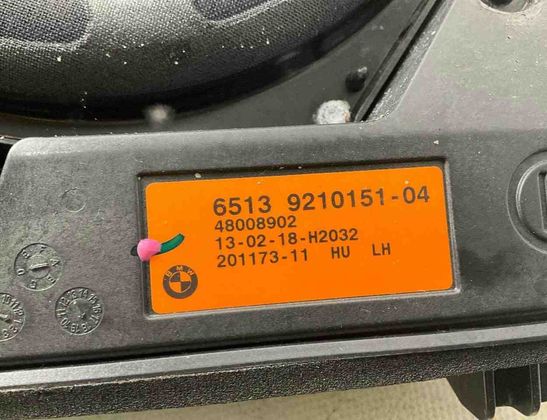 6513 9210151-04
48008902
13-02-18-H2032
201173-11 HU LH
BMW